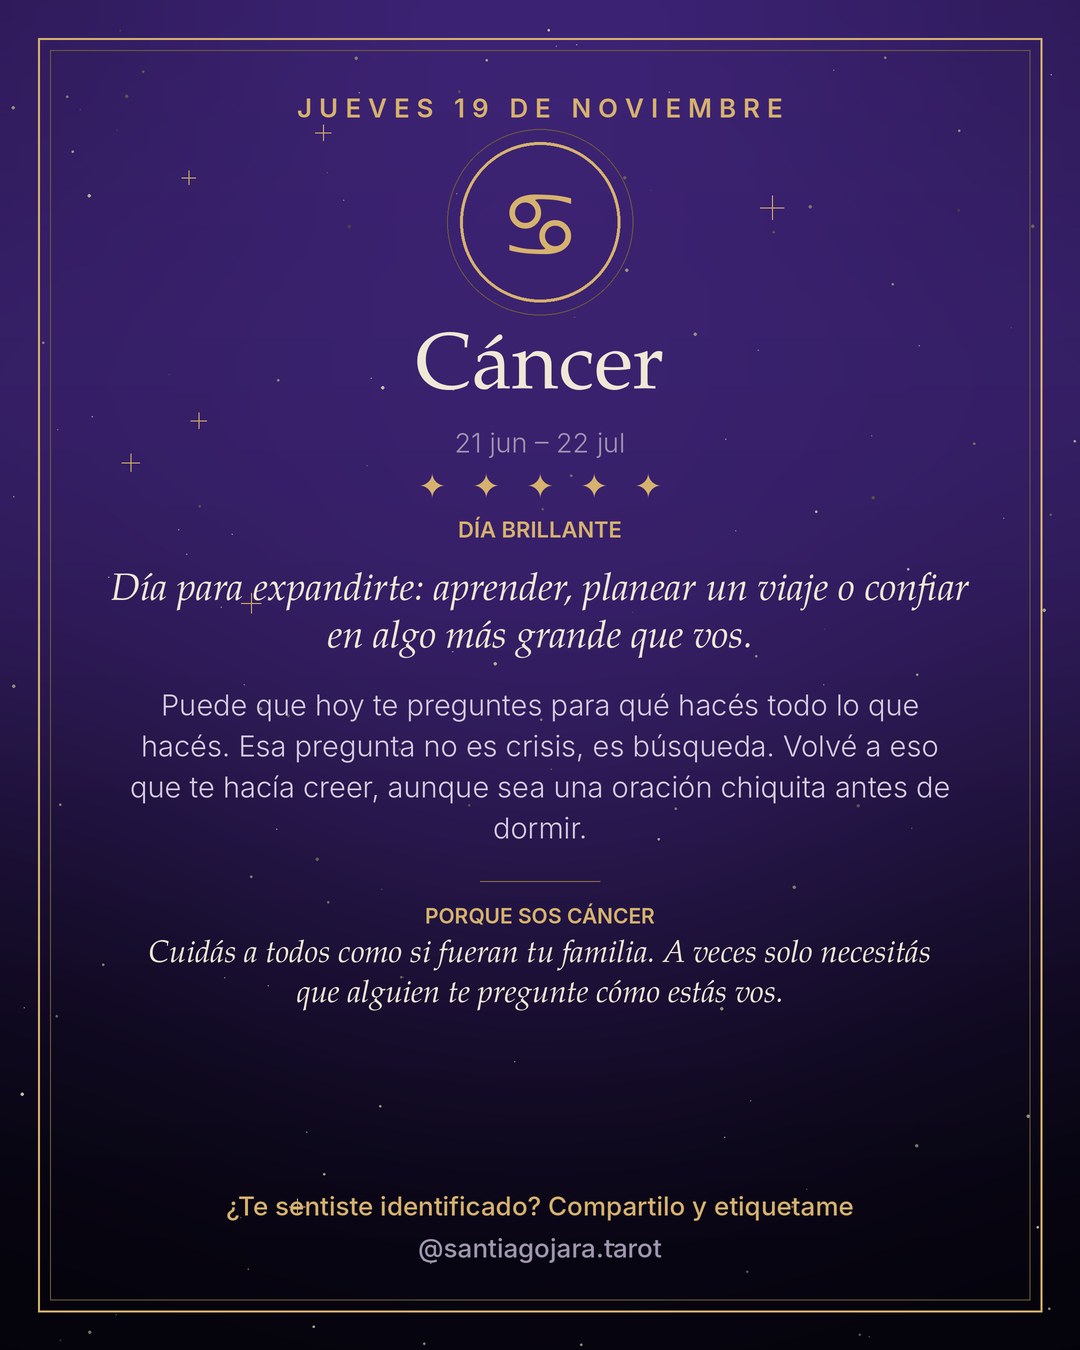 JUEVES 19 DE NOVIEMBRE
♋
Cáncer
21 jun – 22 jul
✦ ✦ ✦ ✦ ✦
DÍA BRILLANTE
Día para expandirte: aprender, planear un viaje o confiar
en algo más grande que vos.
Puede que hoy te preguntes para qué hacés todo lo que
hacés. Esa pregunta no es crisis, es búsqueda. Volvé a eso
que te hacía creer, aunque sea una oración chiquita antes de
dormir.
PORQUE SOS CÁNCER
Cuidás a todos como si fueran tu familia. A veces solo necesitás
que alguien te pregunte cómo estás vos.
¿Te sentiste identificado? Compartilo y etiquetame
@santiagojara.tarot